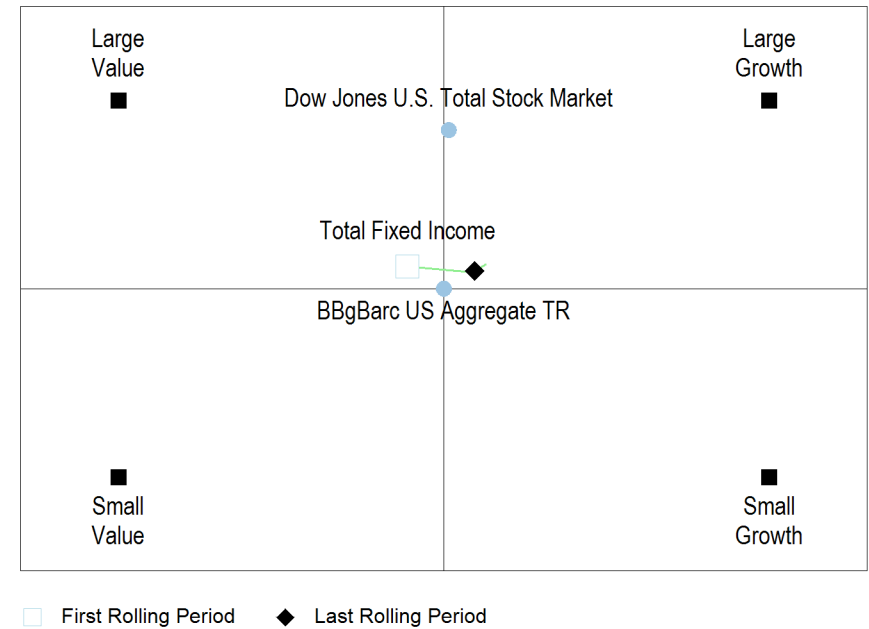 Large
Value
Large
Growth
Dow Jones U.S. Total Stock Market
Total Fixed Income
BBgBarc US Aggregate TR
Small
Value
Small
Growth
First Rolling Period
Last Rolling Period